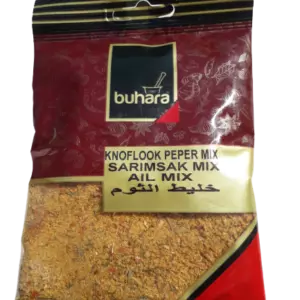 buhara
KNOFLOOK PEPER MIX
SARIMSAK MIX
AIL MIX
خليط الثوم